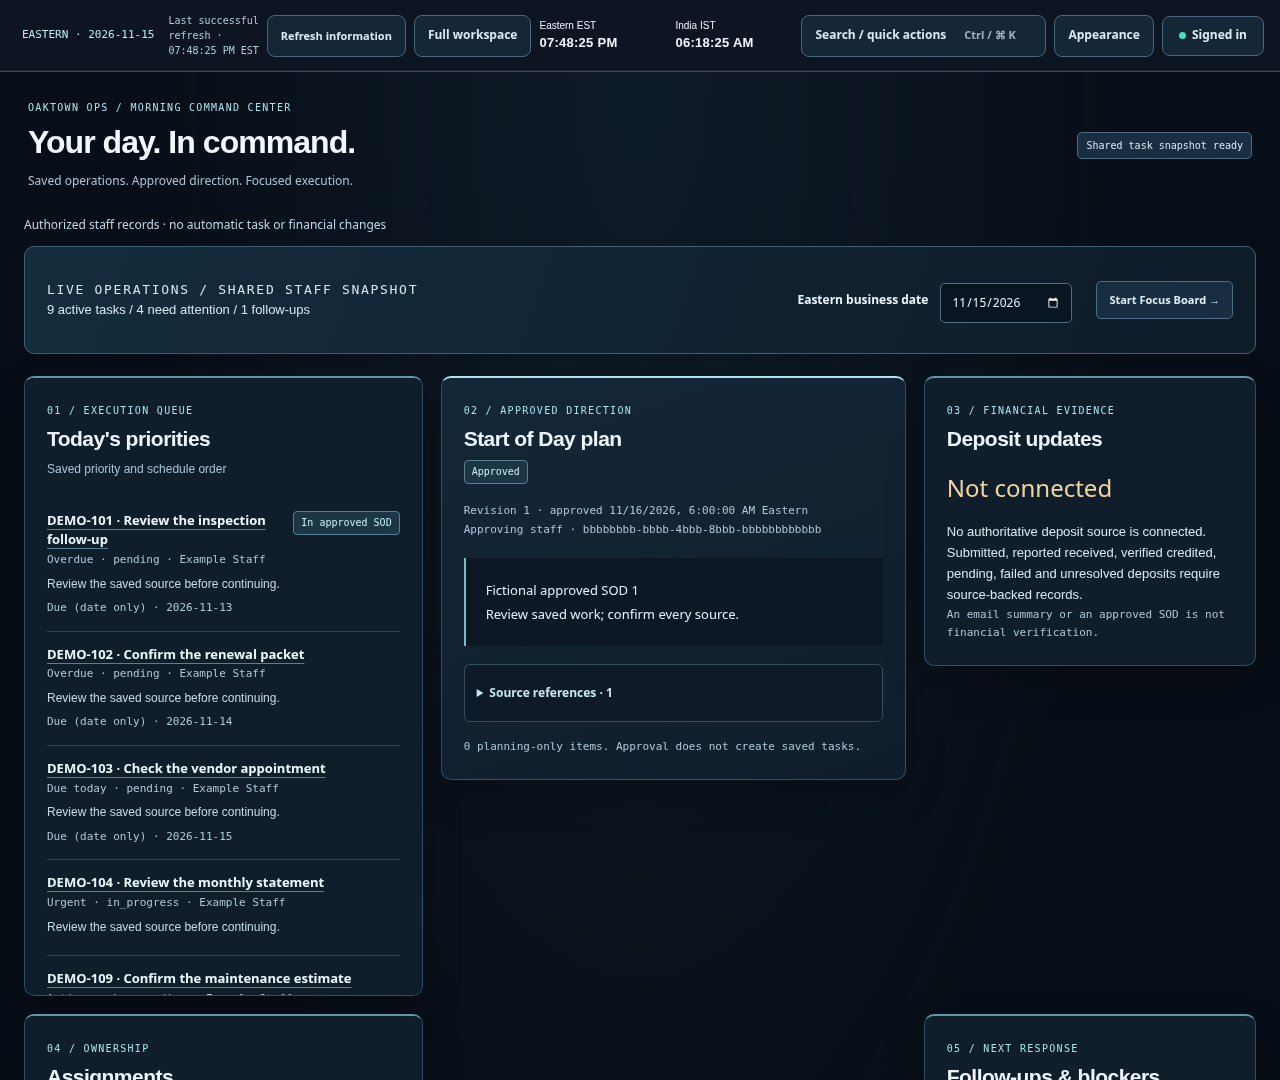 EASTERN · 2026-11-15
Last successful
refresh ·
07:48:25 PM EST
Refresh information
Full workspace
Eastern EST
07:48:25 PM
India IST
06:18:25 AM
Search / quick actions
Ctrl / ⌘ K
Appearance
Signed in
OAKTOWN OPS / MORNING COMMAND CENTER
Your day. In command.
Saved operations. Approved direction. Focused execution.
Shared task snapshot ready
Authorized staff records · no automatic task or financial changes
LIVE OPERATIONS / SHARED STAFF SNAPSHOT
9 active tasks / 4 need attention / 1 follow-ups
Eastern business date
11/15/2026
Start Focus Board →
01 / EXECUTION QUEUE
Today's priorities
Saved priority and schedule order
DEMO-101 · Review the inspection
follow-up
In approved SOD
Overdue · pending · Example Staff
Review the saved source before continuing.
Due (date only) · 2026-11-13
DEMO-102 · Confirm the renewal packet
Overdue · pending · Example Staff
Review the saved source before continuing.
Due (date only) · 2026-11-14
DEMO-103 · Check the vendor appointment
Due today · pending · Example Staff
Review the saved source before continuing.
Due (date only) · 2026-11-15
DEMO-104 · Review the monthly statement
Urgent · in_progress · Example Staff
Review the saved source before continuing.
DEMO-109 · Confirm the maintenance estimate
02 / APPROVED DIRECTION
Start of Day plan
Approved
Revision 1 · approved 11/16/2026, 6:00:00 AM Eastern
Approving staff · bbbbbbbb-bbbb-4bbb-8bbb-bbbbbbbbbbbb
Fictional approved SOD 1
Review saved work; confirm every source.
▶ Source references · 1
0 planning-only items. Approval does not create saved tasks.
03 / FINANCIAL EVIDENCE
Deposit updates
Not connected
No authoritative deposit source is connected.
Submitted, reported received, verified credited,
pending, failed and unresolved deposits require
source-backed records.
An email summary or an approved SOD is not
financial verification.
04 / OWNERSHIP
Assignments
05 / NEXT RESPONSE
Follow-ups & blockers